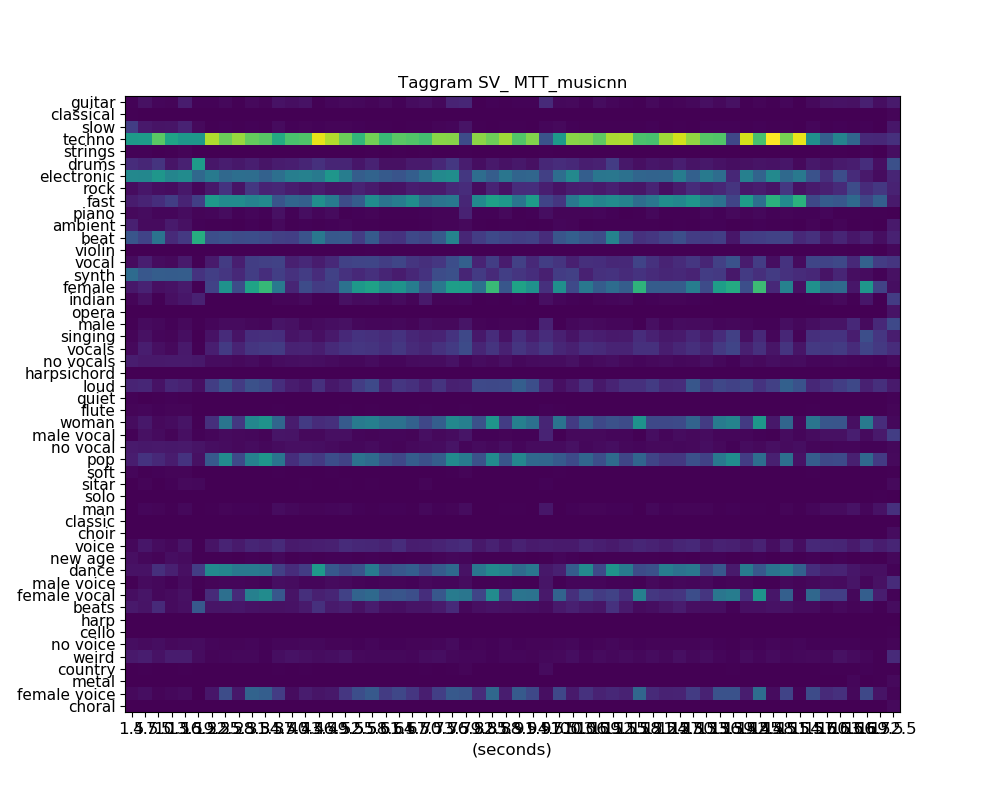 Taggram SV_ MTT_musicnn
guitar
classical
slow
techno
strings
drums
electronic
rock
fast
piano
ambient
beat
violin
vocal
synth
female
indian
opera
male
singing
vocals
no vocals
harpsichord
loud
quiet
flute
woman
male vocal
no vocal
pop
soft
sitar
solo
man
classic
choir
voice
new age
dance
male voice
female vocal
beats
harp
cello
no voice
weird
country
metal
female voice
choral
(seconds)